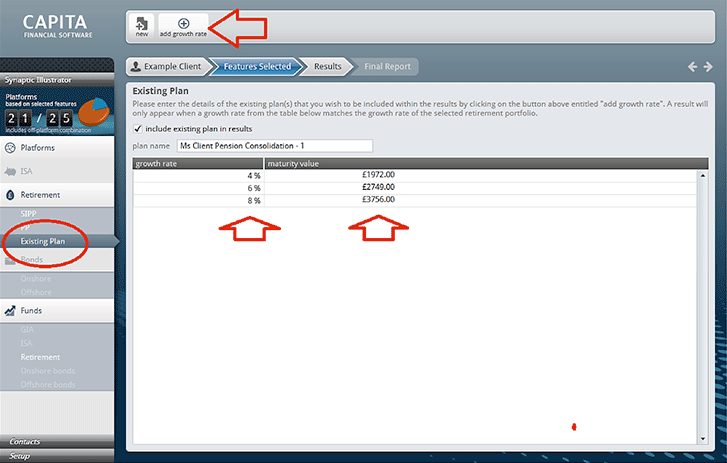 CAPITA
FINANCIAL SOFTWARE
new
add growth rate
Example Client
Features Selected
Results
Final Report
Synaptic Illustrator
Platforms
based on selected features
21 / 25
includes off-platform combination
Platforms
ISA
Retirement
SIPP
PP
Existing Plan
Bonds
Onshore
Offshore
Funds
GIA
ISA
Retirement
Onshore bonds
Offshore bonds
Contacts
Setup
Existing Plan
Please enter the details of the existing plan(s) that you wish to be included within the results by clicking on the button above entitled "add growth rate". A result will
only appear when a growth rate from the table below matches the growth rate of the selected retirement portfolio.
include existing plan in results
plan name Ms Client Pension Consolidation - 1
growth rate maturity value
4 % £1972.00
6 % £2749.00
8 % £3756.00